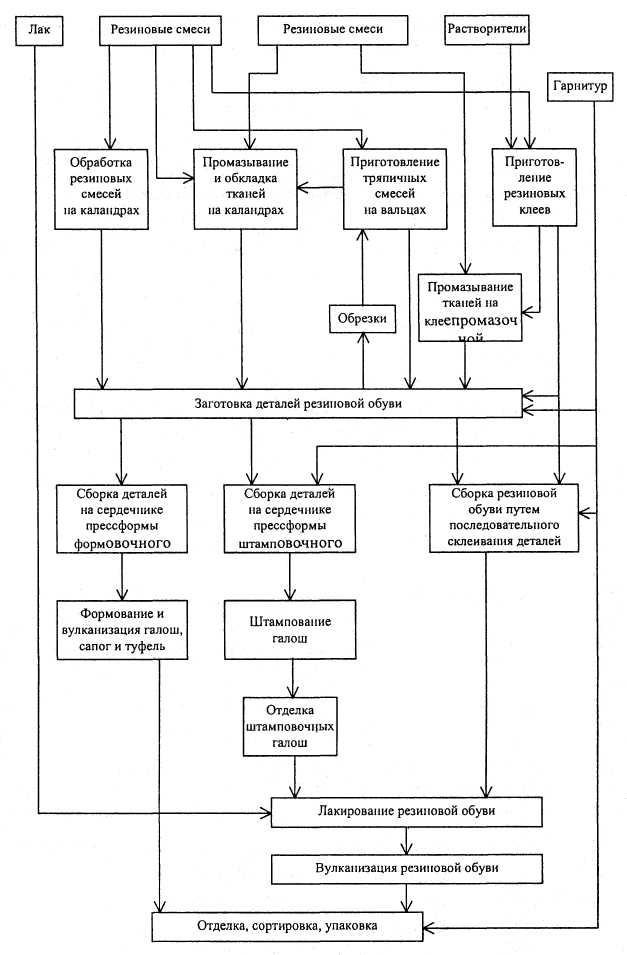 Лак
Резиновые смеси
Резиновые смеси
Растворители
Гарнитур
Обработка
резиновых
смесей
на каландрах
Промазывание
и обкладка
тканей
на каландрах
Приготовление
тряпичных
смесей
на вальцах
Приготов-
ление
резиновых
клеев
Промазывание
тканей на
клеепромазоч
ной
Обрезки
Заготовка деталей резиновой обуви
Сборка деталей
на сердечнике
прессформы
формовочного
Сборка деталей
на сердечнике
прессформы
штамповочного
Сборка резиновой
обуви путем
последовательного
склеивания деталей
Формование и
вулканизация галош,
сапог и туфель
Штампование
галош
Отделка
штамповочных
галош
Лакирование резиновой обуви
Вулканизация резиновой обуви
Отделка, сортировка, упаковка